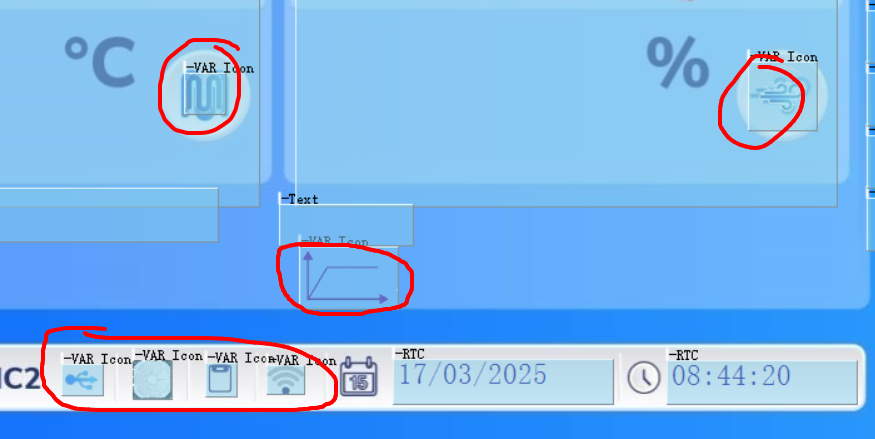 °C
-VAR Icon
%
-VAR Icon
-Text
-VAR Icon
IC2
-VAR Icon
-VAR Icon
-VAR Icon
-VAR Icon
15
-RTC
17/03/2025
-RTC
08:44:20